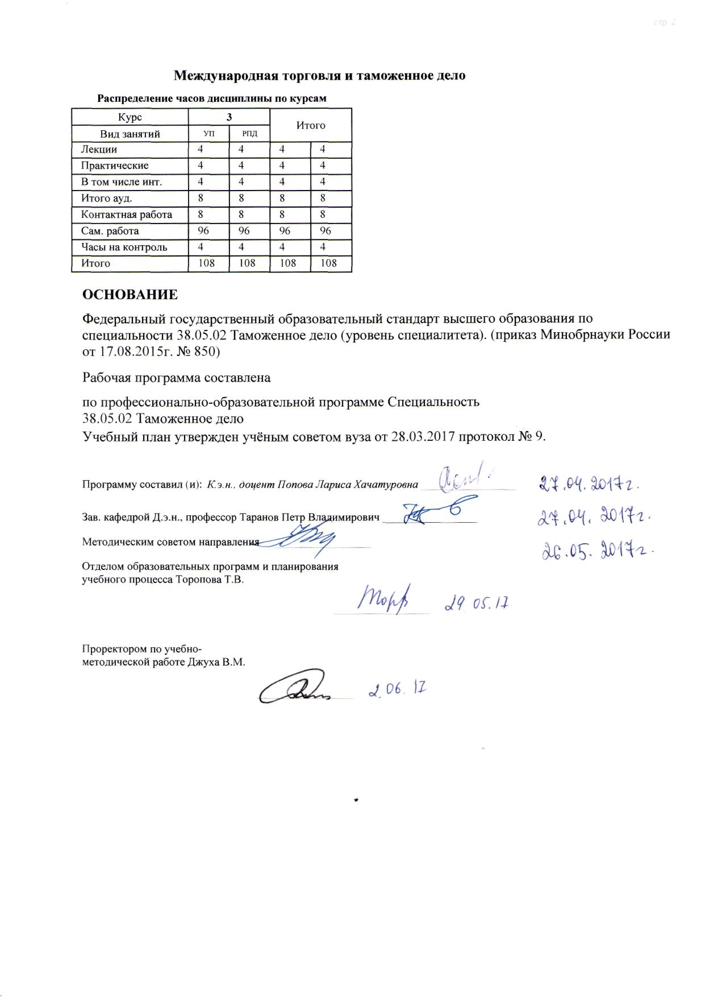 стр. 2
Международная торговля и таможенное дело
Распределение часов дисциплины по курсам
Курс 3 Итого
Вид занятий УП РПД
Лекции 4 4 4 4
Практические 4 4 4 4
В том числе инт. 4 4 4 4
Итого ауд. 8 8 8 8
Контактная работа 8 8 8 8
Сам. работа 96 96 96 96
Часы на контроль 4 4 4 4
Итого 108 108 108 108
ОСНОВАНИЕ
Федеральный государственный образовательный стандарт высшего образования по
специальности 38.05.02 Таможенное дело (уровень специалитета). (приказ Минобрнауки России
от 17.08.2015г. № 850)
Рабочая программа составлена
по профессионально-образовательной программе Специальность
38.05.02 Таможенное дело
Учебный план утвержден учёным советом вуза от 28.03.2017 протокол № 9.
Программу составил (и): К.э.н., доцент Попова Лариса Хачатуровна 27.04.2017г.
Зав. кафедрой Д.э.н., профессор Таранов Петр Владимирович 27.04.2017г.
Методическим советом направления 26.05.2017г.
Отделом образовательных программ и планирования
учебного процесса Торопова Т.В.
29 05.17
Проректором по учебно-
методической работе Джуха В.М.
2.06.17